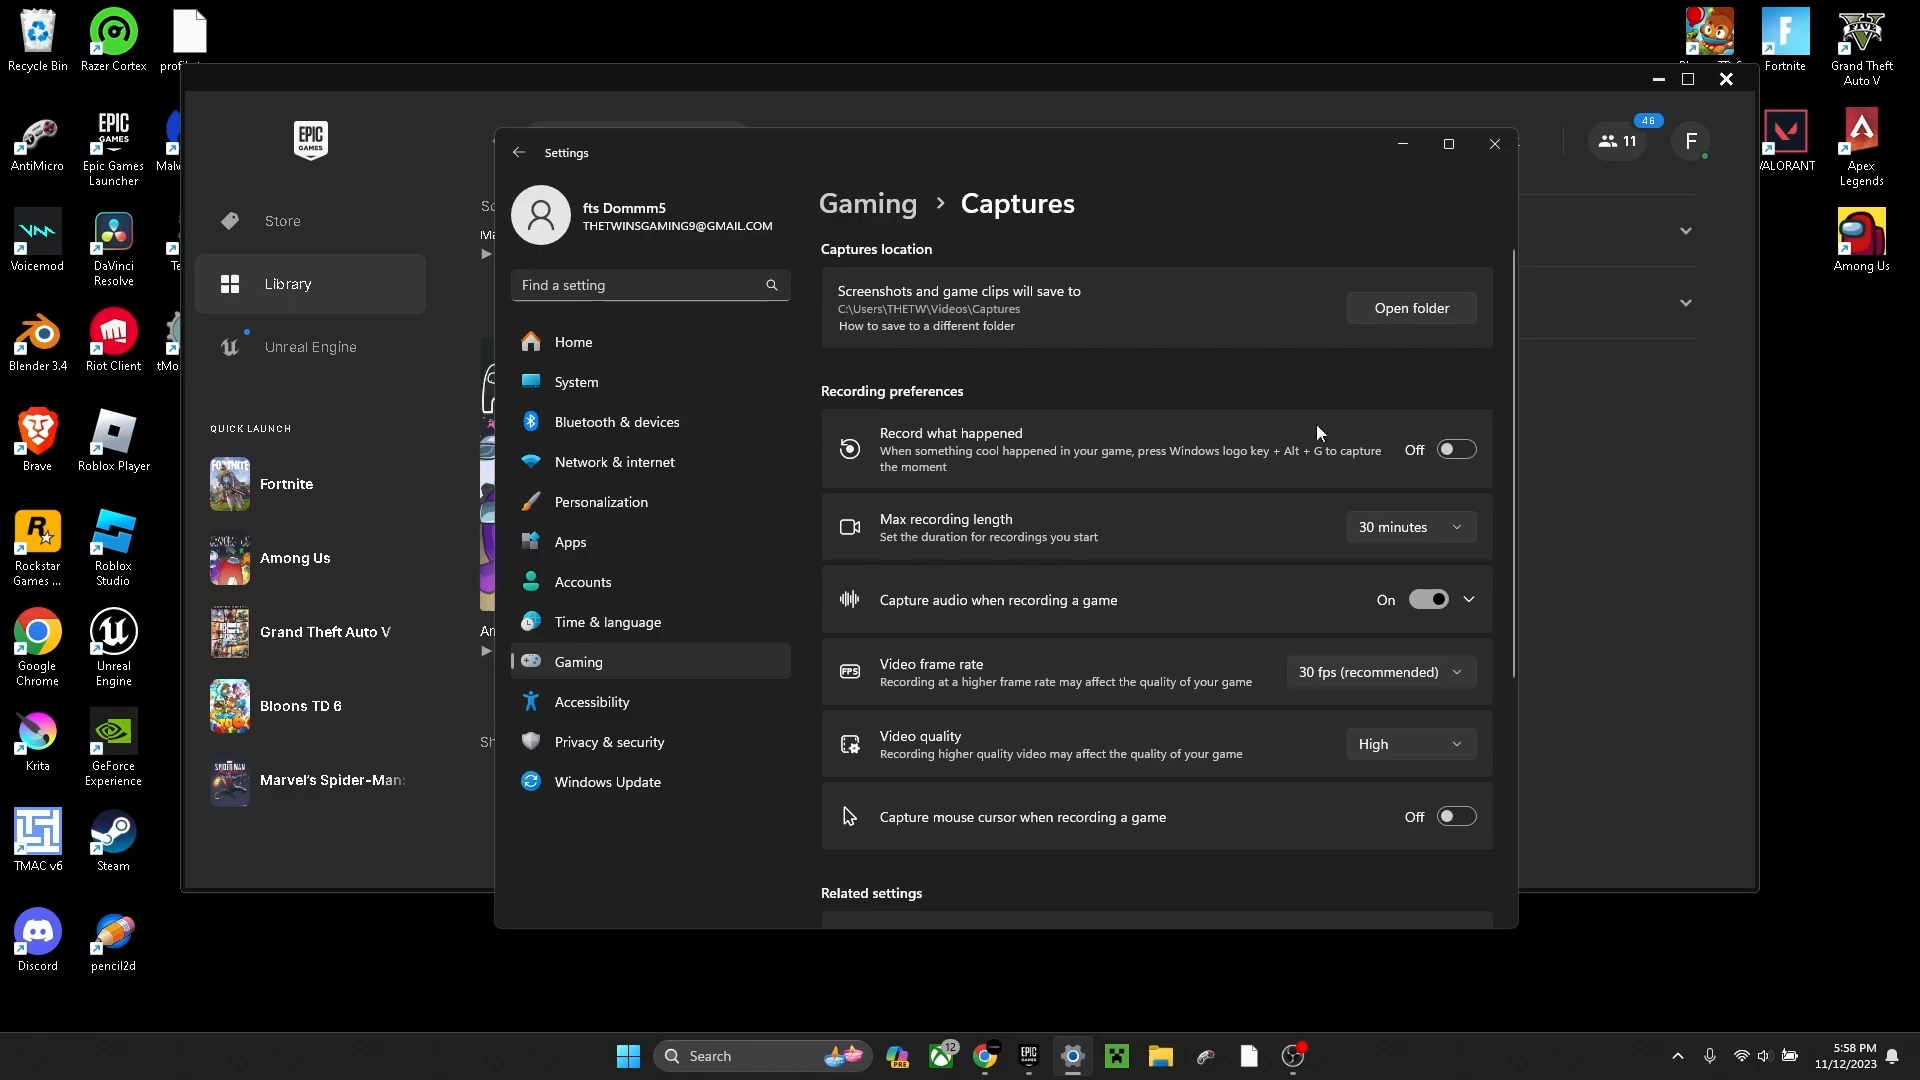 Recycle Bin
Razer Cortex
AntiMicro
Epic Games
Launcher
Voicemod
DaVinci
Resolve
Blender 3.4
Riot Client
Brave
Roblox Player
Rockstar
Games ...
Roblox
Studio
Google
Chrome
Unreal
Engine
Krita
GeForce
Experience
TMAC v6
Steam
Discord
pencil2d
Fortnite
Grand Theft
Auto V
VALORANT
Apex
Legends
Among Us
EPIC
GAMES
Store
Library
Unreal Engine
QUICK LAUNCH
Fortnite
Among Us
Grand Theft Auto V
Bloons TD 6
Marvel's Spider-Man:
46
11
F
Settings
fts Dommm5
THETWINSGAMING9@GMAIL.COM
Find a setting
Home
System
Bluetooth & devices
Network & internet
Personalization
Apps
Accounts
Time & language
Gaming
Accessibility
Privacy & security
Windows Update
Gaming > Captures
Captures location
Screenshots and game clips will save to
C:\Users\THETW\Videos\Captures
How to save to a different folder
Open folder
Recording preferences
Record what happened
When something cool happened in your game, press Windows logo key + Alt + G to capture
the moment
Off
Max recording length
Set the duration for recordings you start
30 minutes
Capture audio when recording a game
On
FPS
Video frame rate
Recording at a higher frame rate may affect the quality of your game
30 fps (recommended)
Video quality
Recording higher quality video may affect the quality of your game
High
Capture mouse cursor when recording a game
Off
Related settings
Search
PRE
12
EPIC
GAMES
5:58 PM
11/12/2023